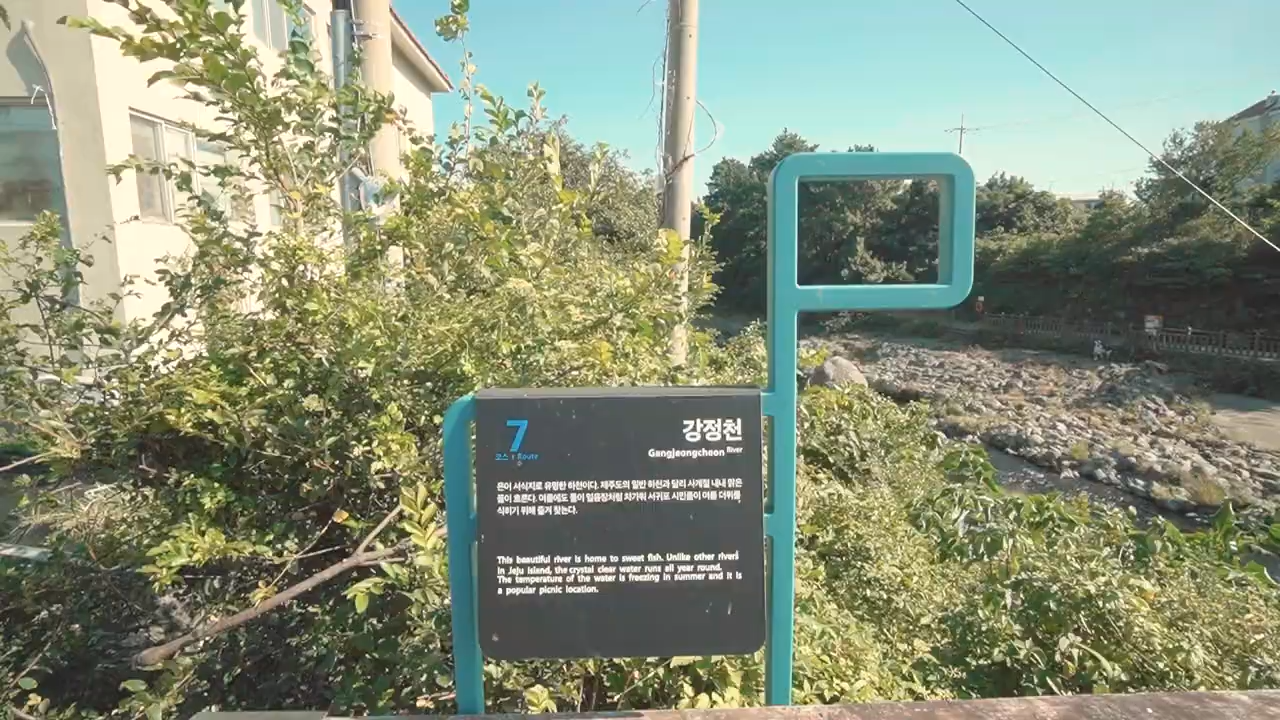 7
코스 Route
강정천
Gangjeongcheon River
은어 서식지로 유명한 하천이다. 제주도의 일반 하천과 달리 사계절 내내 맑은
물이 흐른다. 여름에도 물이 얼음장처럼 차가워 서귀포 시민들이 여름 더위를
식히기 위해 즐겨 찾는다.
This beautiful river is home to sweet fish. Unlike other rivers
in Jeju Island, the crystal clear water runs all year round.
The temperature of the water is freezing in summer and it is
a popular picnic location.